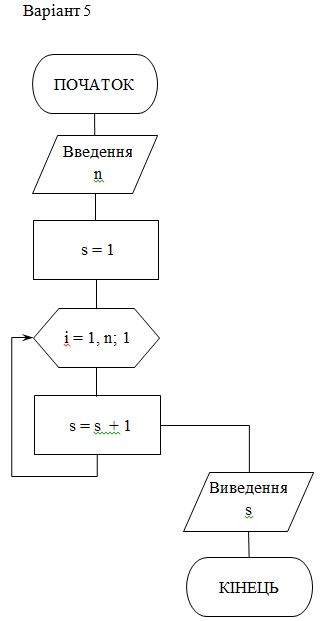 Варіант 5
ПОЧАТОК
Введення
n
s = 1
i = 1, n; 1
s = s + 1
Виведення
s
КІНЕЦЬ